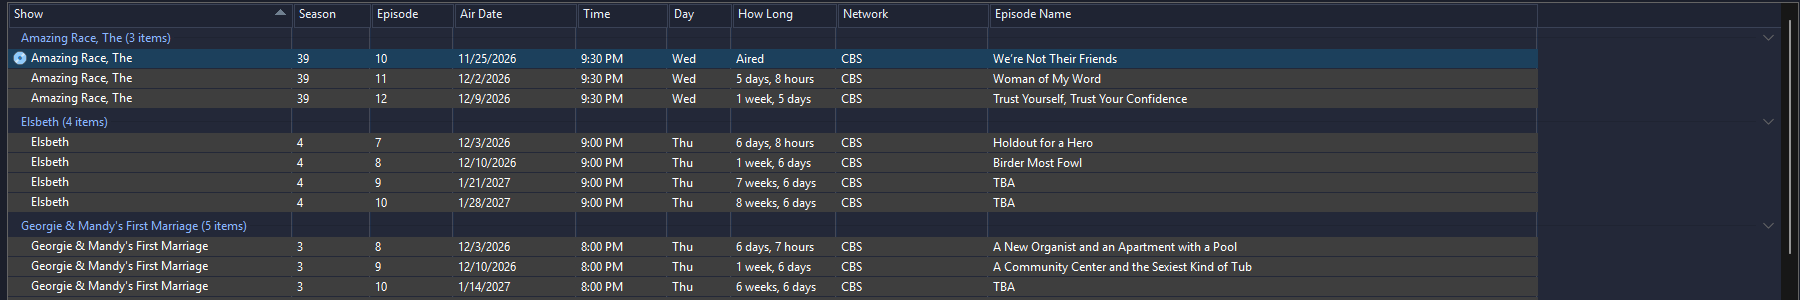 Show Season Episode Air Date Time Day How Long Network Episode Name
Amazing Race, The (3 items)
Amazing Race, The 39 10 11/25/2026 9:30 PM Wed Aired CBS We're Not Their Friends
Amazing Race, The 39 11 12/2/2026 9:30 PM Wed 5 days, 8 hours CBS Woman of My Word
Amazing Race, The 39 12 12/9/2026 9:30 PM Wed 1 week, 5 days CBS Trust Yourself, Trust Your Confidence
Elsbeth (4 items)
Elsbeth 4 7 12/3/2026 9:00 PM Thu 6 days, 8 hours CBS Holdout for a Hero
Elsbeth 4 8 12/10/2026 9:00 PM Thu 1 week, 6 days CBS Birder Most Fowl
Elsbeth 4 9 1/21/2027 9:00 PM Thu 7 weeks, 6 days CBS TBA
Elsbeth 4 10 1/28/2027 9:00 PM Thu 8 weeks, 6 days CBS TBA
Georgie & Mandy's First Marriage (5 items)
Georgie & Mandy's First Marriage 3 8 12/3/2026 8:00 PM Thu 6 days, 7 hours CBS A New Organist and an Apartment with a Pool
Georgie & Mandy's First Marriage 3 9 12/10/2026 8:00 PM Thu 1 week, 6 days CBS A Community Center and the Sexiest Kind of Tub
Georgie & Mandy's First Marriage 3 10 1/14/2027 8:00 PM Thu 6 weeks, 6 days CBS TBA